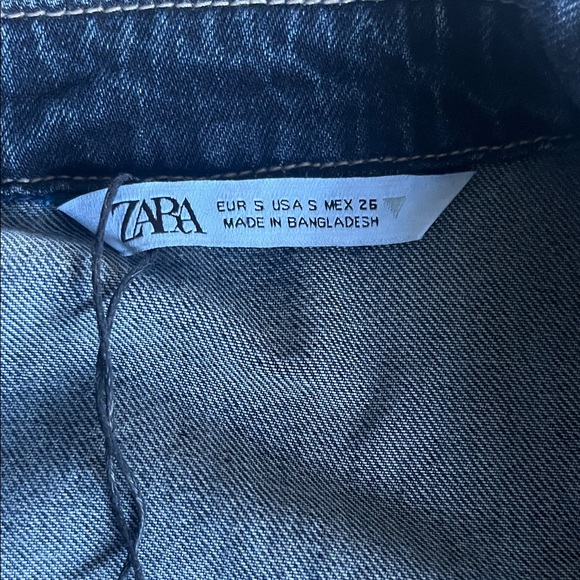 ZARA
EUR S USA S MEX 26
MADE IN BANGLADESH